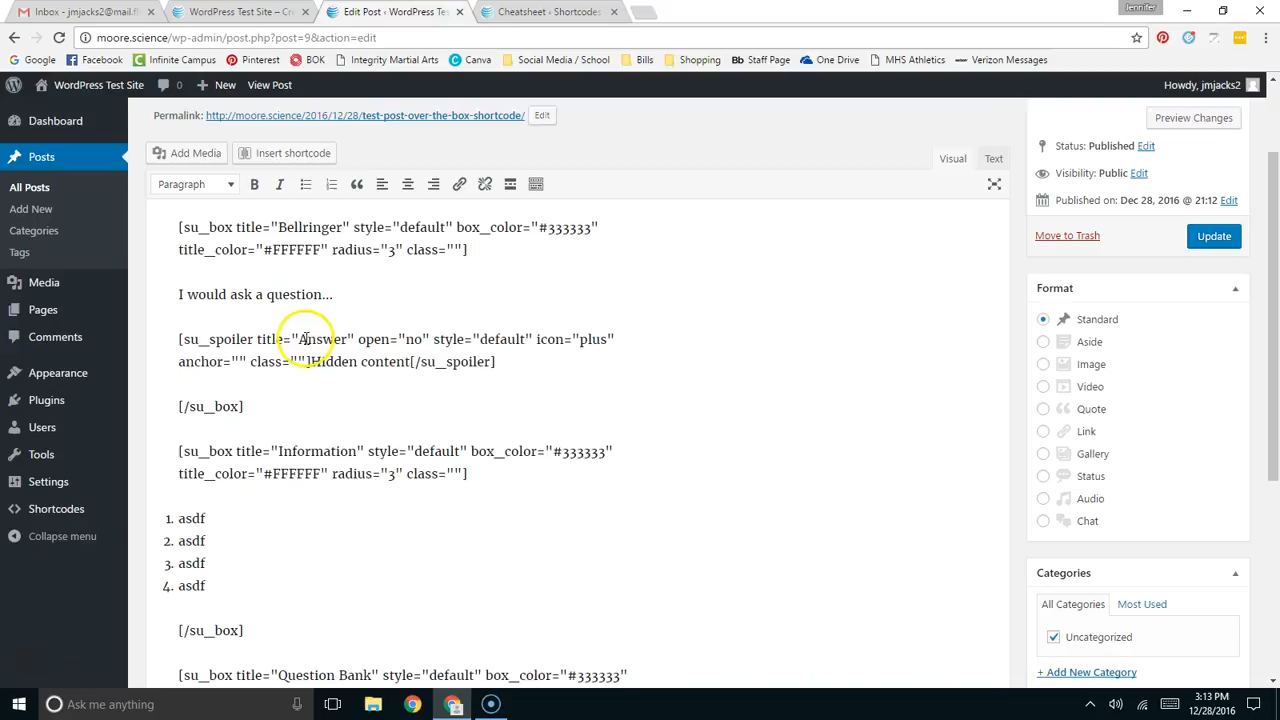 Inbox - jmjacks2@mail.f
WordPress Test Site – Cr
Edit Post ‹ WordPress Te
Cheatsheet ‹ Shortcodes
Jennifer
moore.science/wp-admin/post.php?post=9&action=edit
Google
Facebook
Infinite Campus
Pinterest
BOK
Integrity Martial Arts
Canva
Social Media / School
Bills
Shopping
Bb Staff Page
One Drive
MHS Athletics
Verizon Messages
WordPress Test Site
New
View Post
Howdy, jmjacks2
Dashboard
Posts
All Posts
Add New
Categories
Tags
Media
Pages
Comments
Appearance
Plugins
Users
Tools
Settings
Shortcodes
Collapse menu
Permalink: http://moore.science/2016/12/28/test-post-over-the-box-shortcode/ Edit
Add Media
Insert shortcode
Visual
Text
Paragraph
[su_box title="Bellringer" style="default" box_color="#333333"
title_color="#FFFFFF" radius="3" class=""]
I would ask a question...
[su_spoiler title="Answer" open="no" style="default" icon="plus"
anchor="" class=""]Hidden content[/su_spoiler]
[/su_box]
[su_box title="Information" style="default" box_color="#333333"
title_color="#FFFFFF" radius="3" class=""]
1. asdf
2. asdf
3. asdf
4. asdf
[/su_box]
[su_box title="Question Bank" style="default" box_color="#333333"
Preview Changes
Status: Published Edit
Visibility: Public Edit
Published on: Dec 28, 2016 @ 21:12 Edit
Move to Trash
Update
Format
Standard
Aside
Image
Video
Quote
Link
Gallery
Status
Audio
Chat
Categories
All Categories
Most Used
Uncategorized
+ Add New Category
Ask me anything
3:13 PM
12/28/2016